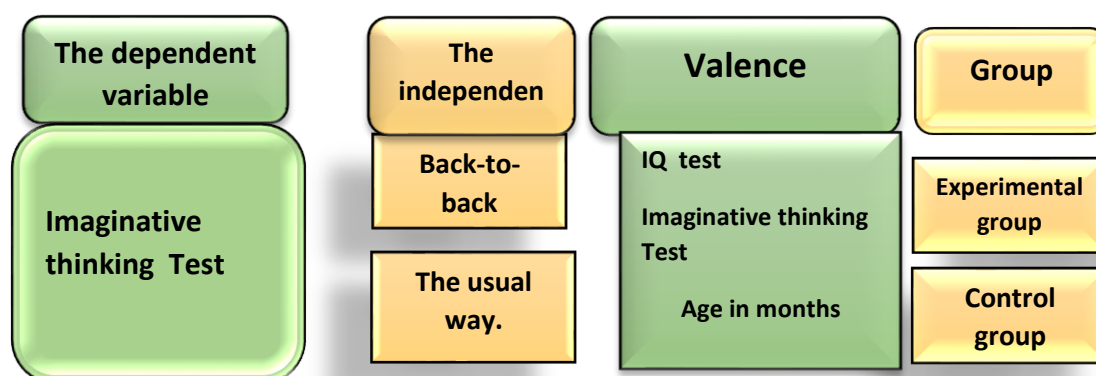 The dependent
variable
The
independen
Valence
Group
Imaginative
thinking Test
Back-to-
back
The usual
way.
IQ test
Imaginative thinking
Test
Age in months
Experimental
group
Control
group